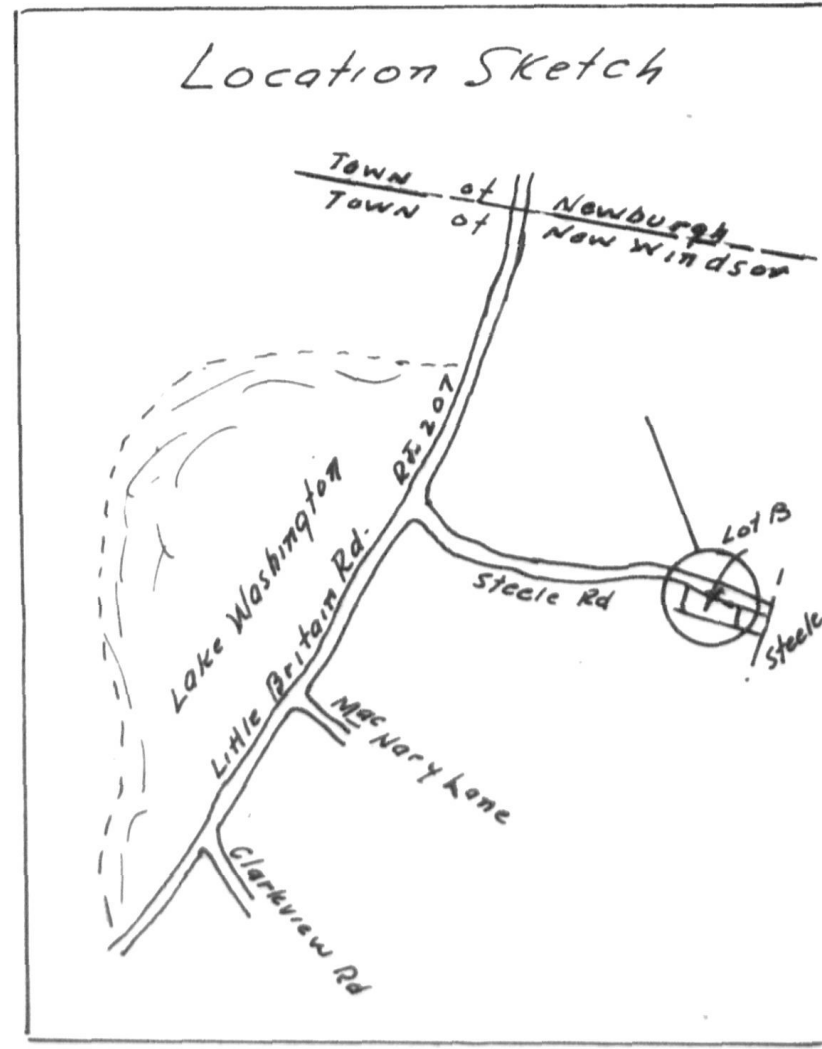 Location Sketch
Town of Newburgh
Town of New Windsor
Rt. 207
Lake Washington
Little Britain Rd.
Lot B
Steele Rd
Steele
Mac Nary Lane
Clarkview Rd